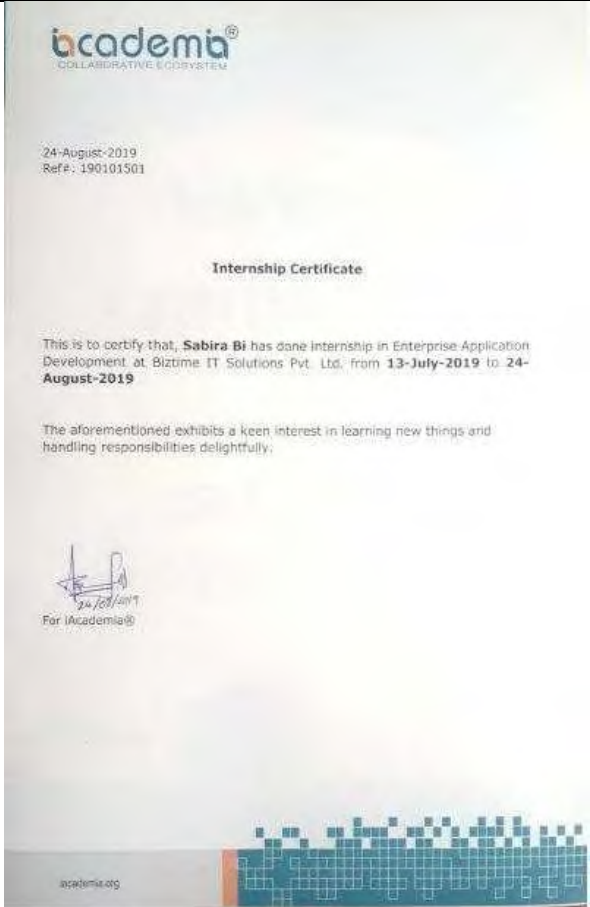 iacademia®
COLLABORATIVE ECOSYSTEM
24-August-2019
Ref#: 190101501
Internship Certificate
This is to certify that, Sabira Bi has done internship in Enterprise Application
Development at Biztime IT Solutions Pvt. Ltd. from 13-July-2019 to 24-
August-2019
The aforementioned exhibits a keen interest in learning new things and
handling responsibilities delightfully.
24/08/2019
For iAcademia®
iacademia.org